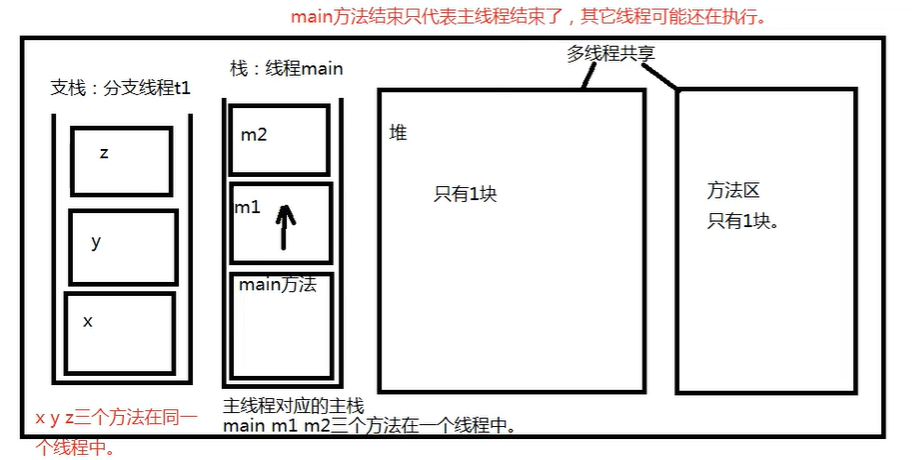 main方法结束只代表主线程结束了，其它线程可能还在执行。
多线程共享
支栈：分支线程t1
栈：线程main
z
y
x
m2
m1
main方法
堆
只有1块
方法区
只有1块。
x y z三个方法在同一
个线程中。
主线程对应的主栈
main m1 m2三个方法在一个线程中。